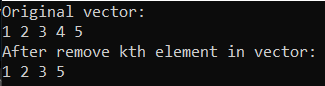 Original vector:
1 2 3 4 5
After remove kth element in vector:
1 2 3 5